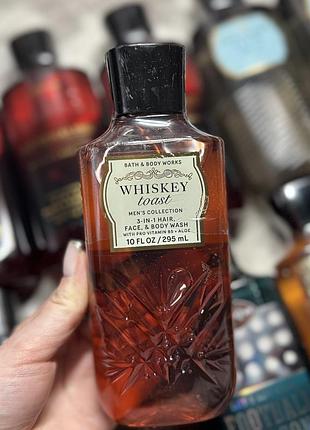 BATH & BODY WORKS
WHISKEY
toast
MEN'S COLLECTION
3-IN-1 HAIR,
FACE, & BODY WASH
WITH PRO VITAMIN B5 + ALOE
10 FL OZ / 295 mL
FOOTBALL